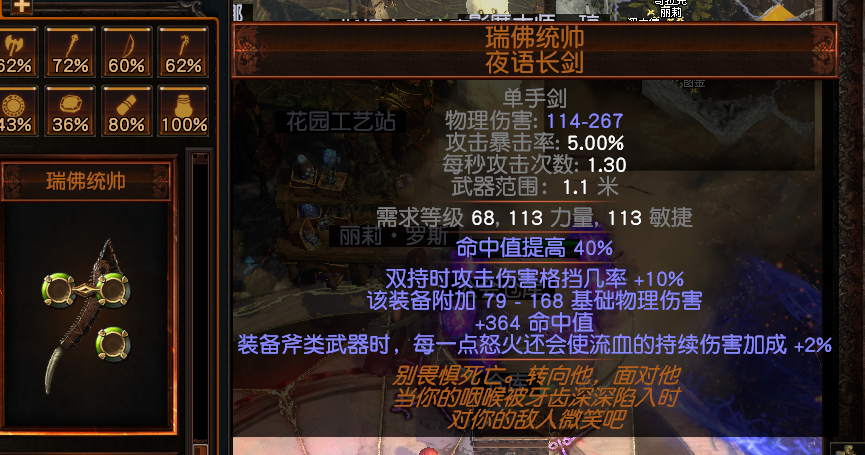 62%
72%
60%
62%
43%
36%
80%
100%
瑞佛统帅
丽莉
瑞佛统帅
夜语长剑
单手剑
花园工艺站
物理伤害: 114-267
攻击暴击率: 5.00%
每秒攻击次数: 1.30
武器范围: 1.1 米
需求等级 68, 113 力量, 113 敏捷
丽莉·罗斯
命中值提高 40%
双持时攻击伤害格挡几率 +10%
该装备附加 79 - 168 基础物理伤害
+364 命中值
装备斧类武器时，每一点怒火还会使流血的持续伤害加成 +2%
别畏惧死亡，转向他，面对他
当你的咽喉被牙齿深深陷入时
对你的敌人微笑吧